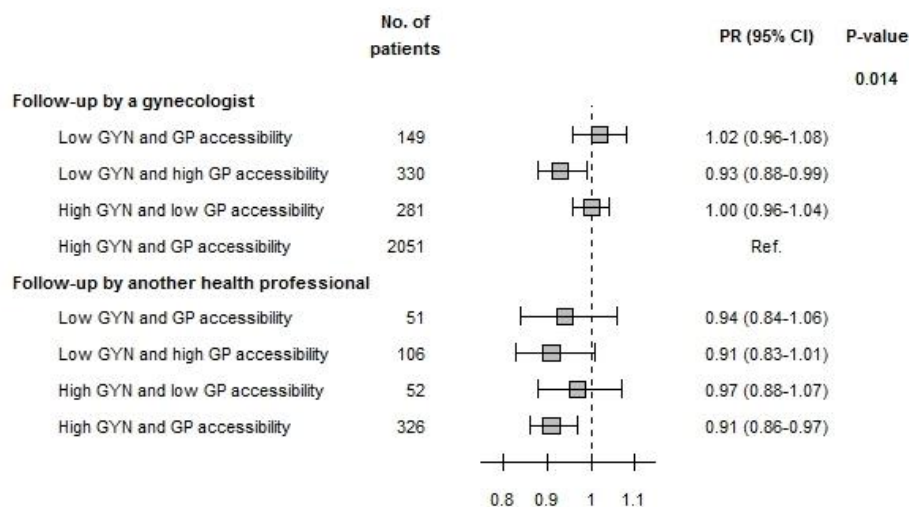 No. of
patients PR (95% CI) P-value
0.014
Follow-up by a gynecologist
Low GYN and GP accessibility 149 1.02 (0.96-1.08)
Low GYN and high GP accessibility 330 0.93 (0.88-0.99)
High GYN and low GP accessibility 281 1.00 (0.96-1.04)
High GYN and GP accessibility 2051 Ref.
Follow-up by another health professional
Low GYN and GP accessibility 51 0.94 (0.84-1.06)
Low GYN and high GP accessibility 106 0.91 (0.83-1.01)
High GYN and low GP accessibility 52 0.97 (0.88-1.07)
High GYN and GP accessibility 326 0.91 (0.86-0.97)
0.8 0.9 1 1.1